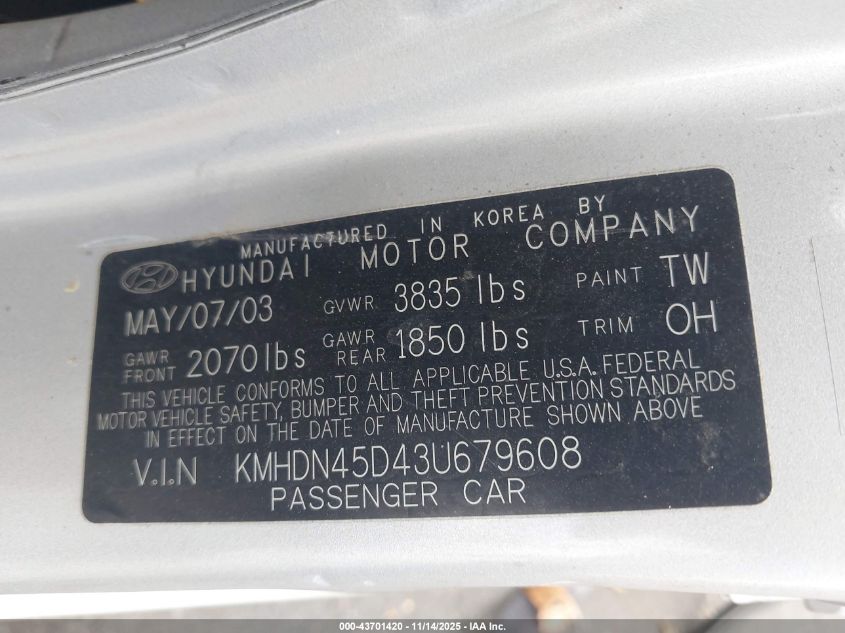 MANUFACTURED IN KOREA BY
HYUNDAI MOTOR COMPANY
MAY/07/03 GVWR 3835 lbs PAINT TW
GAWR FRONT 2070 lbs GAWR REAR 1850 lbs TRIM OH
THIS VEHICLE CONFORMS TO ALL APPLICABLE U.S.A. FEDERAL
MOTOR VEHICLE SAFETY, BUMPER AND THEFT PREVENTION STANDARDS
IN EFFECT ON THE DATE OF MANUFACTURE SHOWN ABOVE
V.I.N KMHDN45D43U679608
PASSENGER CAR
000-43701420 - 11/14/2025 - IAA Inc.